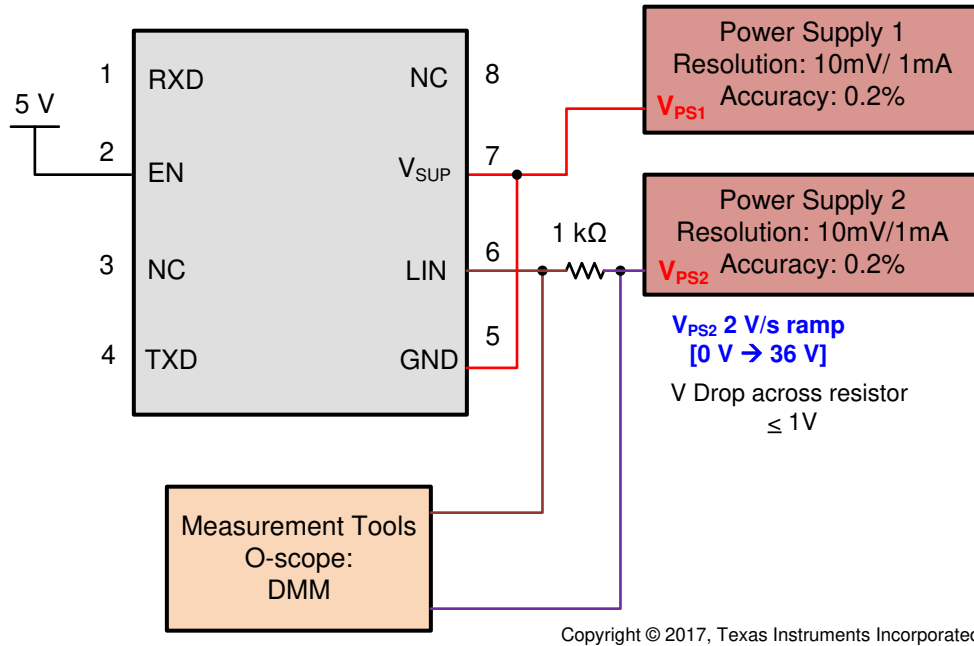 5 V
1
RXD
2
EN
3
NC
4
TXD
NC
8
VSUP
7
LIN
6
GND
5
1 kΩ
Power Supply 1
Resolution: 10mV/ 1mA
Accuracy: 0.2%
VPS1
Power Supply 2
Resolution: 10mV/1mA
Accuracy: 0.2%
VPS2
VPS2 2 V/s ramp
[0 V → 36 V]
V Drop across resistor
≤ 1V
Measurement Tools
O-scope:
DMM
Copyright © 2017, Texas Instruments Incorporated